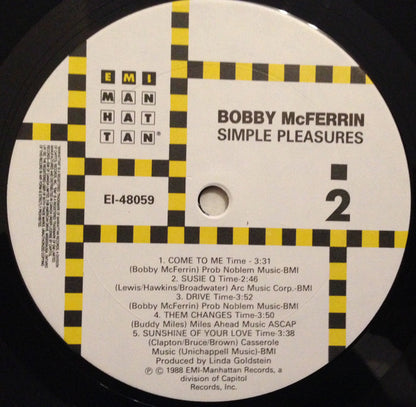 EMI
MAN
HAT
TAN®
BOBBY McFERRIN
SIMPLE PLEASURES
EI-48059
2
1. COME TO ME Time - 3:31
(Bobby McFerrin) Prob Noblem Music-BMI
2. SUSIE Q Time-2:46
(Lewis/Hawkins/Broadwater) Arc Music Corp.-BMI
3. DRIVE Time-3:52
(Bobby McFerrin) Prob Noblem Music-BMI
4. THEM CHANGES Time-3:50
(Buddy Miles) Miles Ahead Music ASCAP
5. SUNSHINE OF YOUR LOVE Time-3:38
(Clapton/Bruce/Brown) Casserole
Music (Unichappell Music)-BMI
Produced by Linda Goldstein
℗ © 1988 EMI-Manhattan Records, a
division of Capitol
Records, Inc.